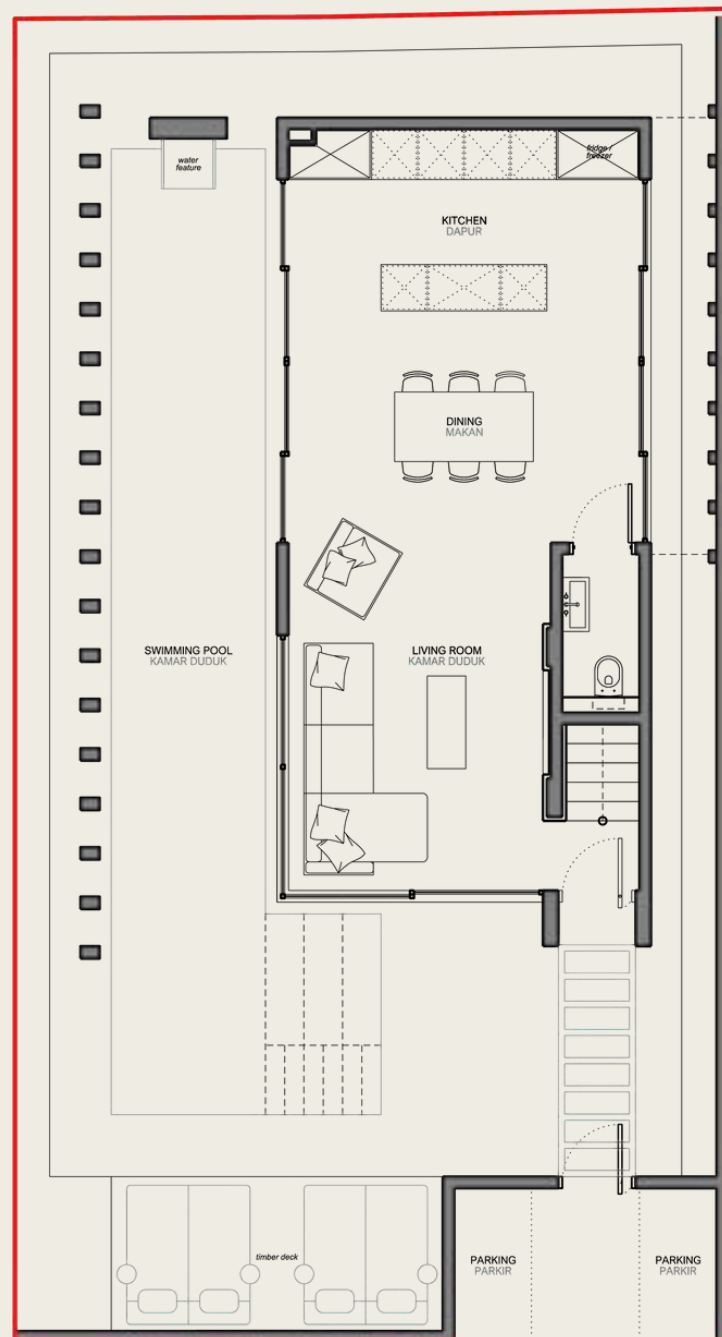 water
feature
fridge /
freezer
KITCHEN
DAPUR
DINING
MAKAN
SWIMMING POOL
KAMAR DUDUK
LIVING ROOM
KAMAR DUDUK
timber deck
PARKING
PARKIR
PARKING
PARKIR